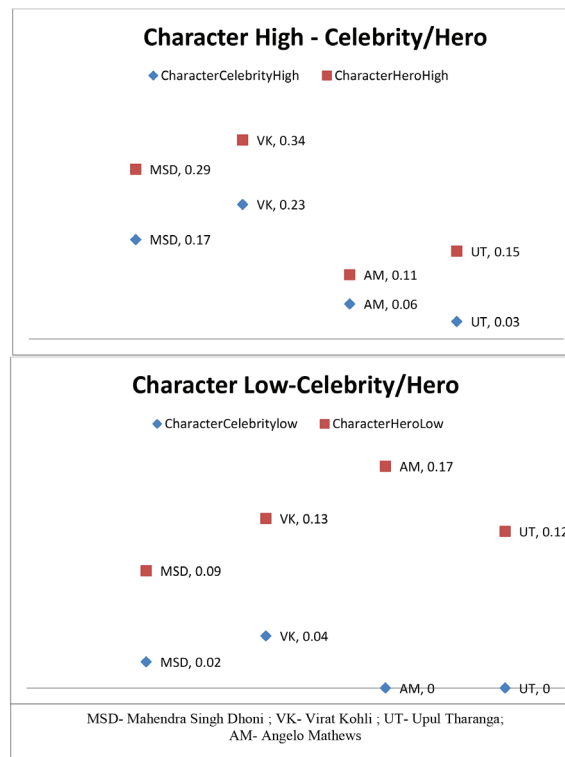 Character High - Celebrity/Hero
CharacterCelebrityHigh CharacterHeroHigh
VK, 0.34
MSD, 0.29
VK, 0.23
MSD, 0.17
UT, 0.15
AM, 0.11
AM, 0.06
UT, 0.03
Character Low-Celebrity/Hero
CharacterCelebritylow CharacterHeroLow
AM, 0.17
VK, 0.13
UT, 0.12
MSD, 0.09
VK, 0.04
MSD, 0.02
AM, 0
UT, 0
MSD- Mahendra Singh Dhoni ; VK- Virat Kohli ; UT- Upul Tharanga;
AM- Angelo Mathews